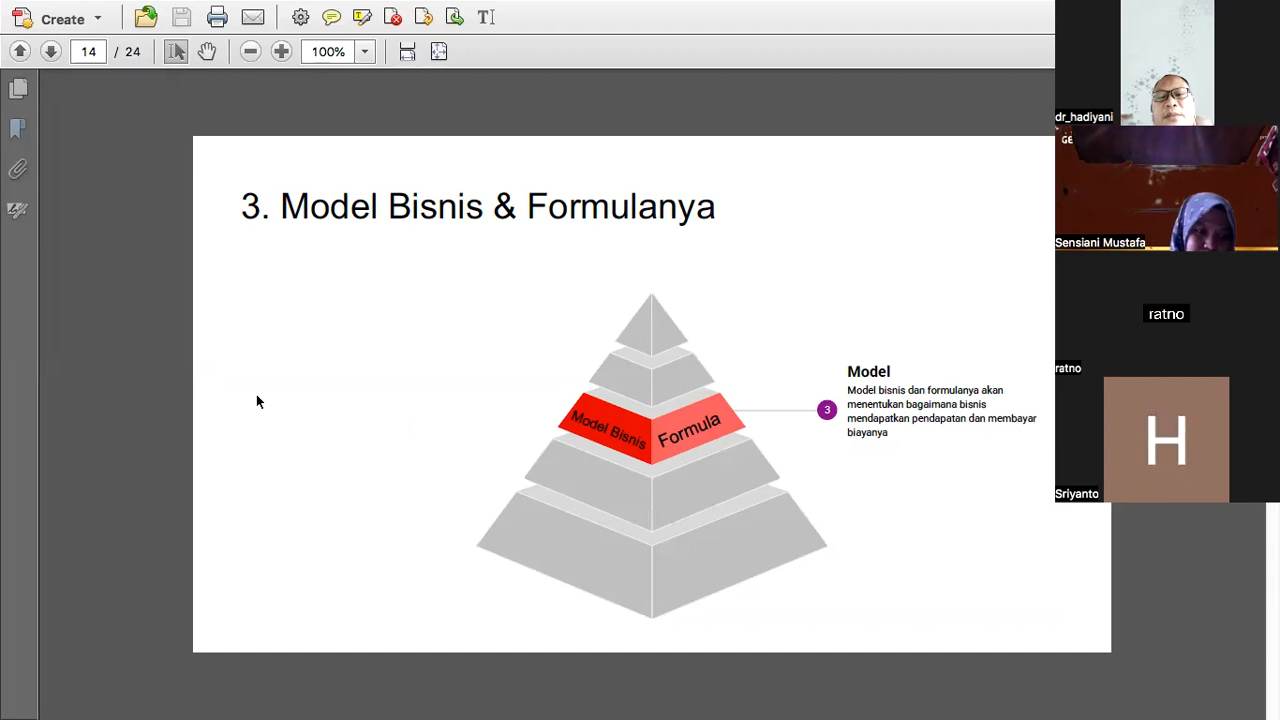 Create
14 / 24
100%
3. Model Bisnis & Formulanya
Model Bisnis
Formula
3
Model
Model bisnis dan formulanya akan
menentukan bagaimana bisnis
mendapatkan pendapatan dan membayar
biayanya
dr_hadiyani
GE
Sensiani Mustafa
ratno
ratno
H
Sriyanto